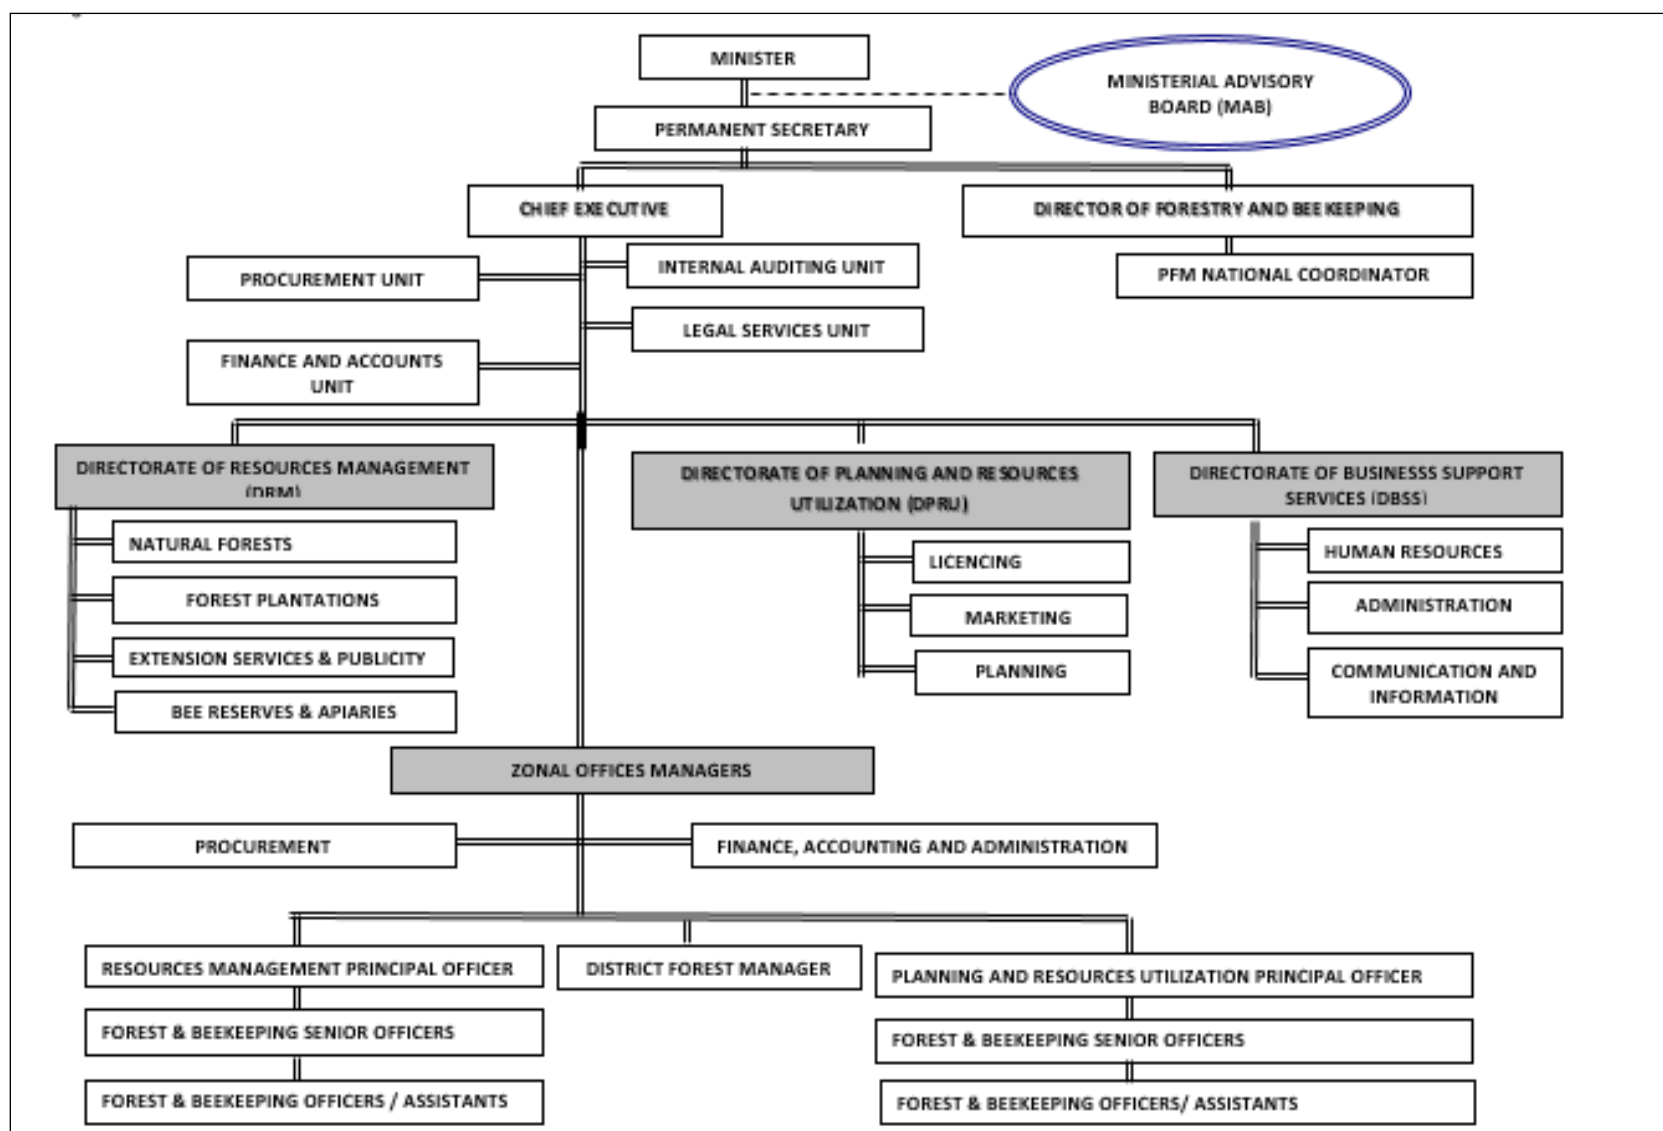 MINISTER
MINISTERIAL ADVISORY
BOARD (MAB)
PERMANENT SECRETARY
CHIEF EXECUTIVE
DIRECTOR OF FORESTRY AND BEEKEEPING
INTERNAL AUDITING UNIT
PFM NATIONAL COORDINATOR
PROCUREMENT UNIT
LEGAL SERVICES UNIT
FINANCE AND ACCOUNTS
UNIT
DIRECTORATE OF RESOURCES MANAGEMENT
(DRM)
DIRECTORATE OF PLANNING AND RESOURCES
UTILIZATION (DPRU)
DIRECTORATE OF BUSINESSS SUPPORT
SERVICES (DBSS)
NATURAL FORESTS
FOREST PLANTATIONS
EXTENSION SERVICES & PUBLICITY
BEE RESERVES & APIARIES
LICENCING
MARKETING
PLANNING
HUMAN RESOURCES
ADMINISTRATION
COMMUNICATION AND
INFORMATION
ZONAL OFFICES MANAGERS
PROCUREMENT
FINANCE, ACCOUNTING AND ADMINISTRATION
RESOURCES MANAGEMENT PRINCIPAL OFFICER
DISTRICT FOREST MANAGER
PLANNING AND RESOURCES UTILIZATION PRINCIPAL OFFICER
FOREST & BEEKEEPING SENIOR OFFICERS
FOREST & BEEKEEPING SENIOR OFFICERS
FOREST & BEEKEEPING OFFICERS / ASSISTANTS
FOREST & BEEKEEPING OFFICERS/ ASSISTANTS